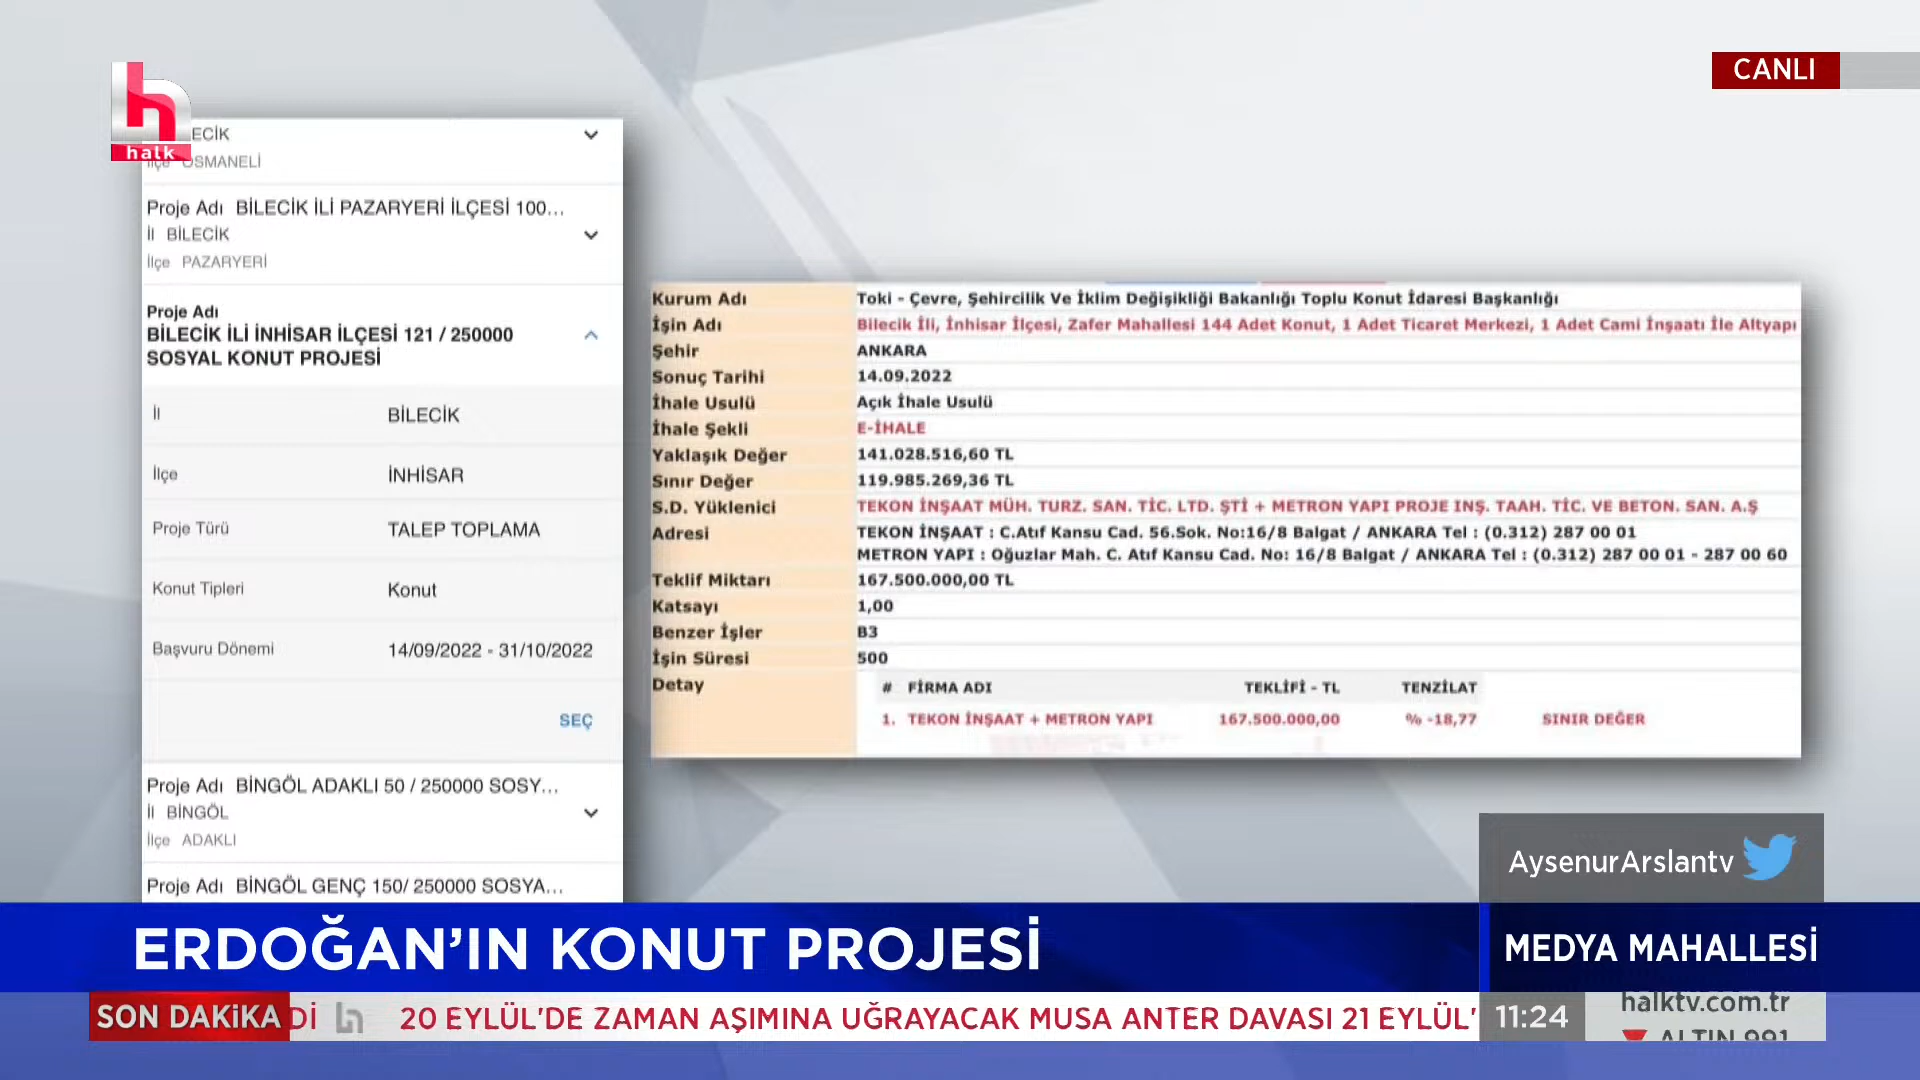 halk
CANLI
ECİK
İlçe OSMANELİ
Proje Adı BİLECİK İLİ PAZARYERİ İLÇESİ 100...
İl BİLECİK
İlçe PAZARYERİ
Proje Adı
BİLECİK İLİ İNHİSAR İLÇESİ 121 / 250000
SOSYAL KONUT PROJESİ
İl BİLECİK
İlçe İNHİSAR
Proje Türü TALEP TOPLAMA
Konut Tipleri Konut
Başvuru Dönemi 14/09/2022 - 31/10/2022
SEÇ
Proje Adı BİNGÖL ADAKLI 50 / 250000 SOSY...
İl BİNGÖL
İlçe ADAKLI
Proje Adı BİNGÖL GENÇ 150/ 250000 SOSYA...
Kurum Adı Toki - Çevre, Şehircilik Ve İklim Değişikliği Bakanlığı Toplu Konut İdaresi Başkanlığı
İşin Adı Bilecik İli, İnhisar İlçesi, Zafer Mahallesi 144 Adet Konut, 1 Adet Ticaret Merkezi, 1 Adet Cami İnşaatı İle Altyapı
Şehir ANKARA
Sonuç Tarihi 14.09.2022
İhale Usulü Açık İhale Usulü
İhale Şekli E-İHALE
Yaklaşık Değer 141.028.516,60 TL
Sınır Değer 119.985.269,36 TL
S.D. Yüklenici TEKON İNŞAAT MÜH. TURZ. SAN. TİC. LTD. ŞTİ + METRON YAPI PROJE INŞ. TAAH. TİC. VE BETON. SAN. A.Ş
Adresi TEKON İNŞAAT : C.Atıf Kansu Cad. 56.Sok. No:16/8 Balgat / ANKARA Tel : (0.312) 287 00 01
METRON YAPI : Oğuzlar Mah. C. Atıf Kansu Cad. No: 16/8 Balgat / ANKARA Tel : (0.312) 287 00 01 - 287 00 60
Teklif Miktarı 167.500.000,00 TL
Katsayı 1,00
Benzer İşler B3
İşin Süresi 500
Detay # FİRMA ADI TEKLİFİ - TL TENZİLAT
1. TEKON İNŞAAT + METRON YAPI 167.500.000,00 % -18,77 SINIR DEĞER
AysenurArslantv
ERDOĞAN'IN KONUT PROJESİ
MEDYA MAHALLESİ
SON DAKİKA Dİ 20 EYLÜL'DE ZAMAN AŞIMINA UĞRAYACAK MUSA ANTER DAVASI 21 EYLÜL'
11:24
halktv.com.tr
ALTIN 991